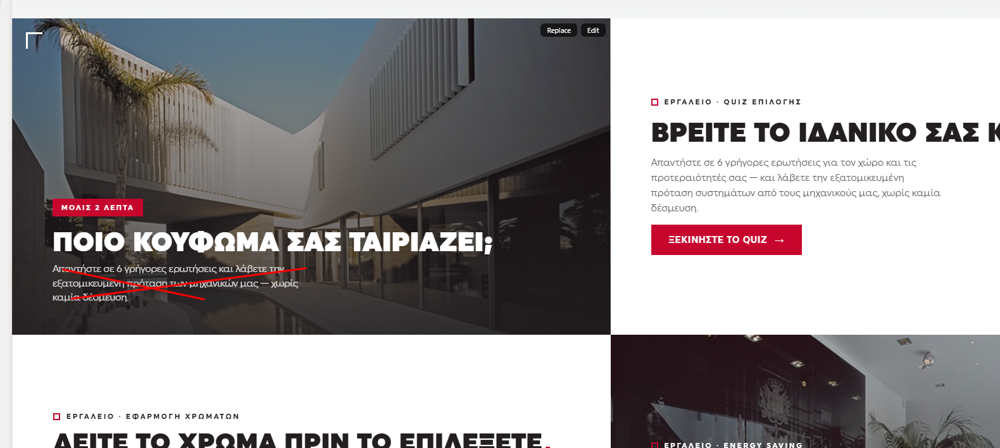 Replace
Edit
ΜΟΛΙΣ 2 ΛΕΠΤΑ
ΠΟΙΟ ΚΟΥΦΩΜΑ ΣΑΣ ΤΑΙΡΙΑΖΕΙ;
Απαντήστε σε 6 γρήγορες ερωτήσεις και λάβετε την
εξατομικευμένη πρόταση των μηχανικών μας — χωρίς
καμία δέσμευση.
ΕΡΓΑΛΕΙΟ · QUIZ ΕΠΙΛΟΓΗΣ
ΒΡΕΙΤΕ ΤΟ ΙΔΑΝΙΚΟ ΣΑΣ
Απαντήστε σε 6 γρήγορες ερωτήσεις για τον χώρο και τις
προτεραιότητές σας — και λάβετε την εξατομικευμένη
πρόταση συστημάτων από τους μηχανικούς μας, χωρίς καμία
δέσμευση.
ΞΕΚΙΝΗΣΤΕ ΤΟ QUIZ →
ΕΡΓΑΛΕΙΟ · ΕΦΑΡΜΟΓΗ ΧΡΩΜΑΤΩΝ
ΔΕΙΤΕ ΤΟ ΧΡΩΜΑ ΠΡΙΝ ΤΟ ΕΠΙΛΕΞΕΤΕ.
ΕΡΓΑΛΕΙΟ · ENERGY SAVING